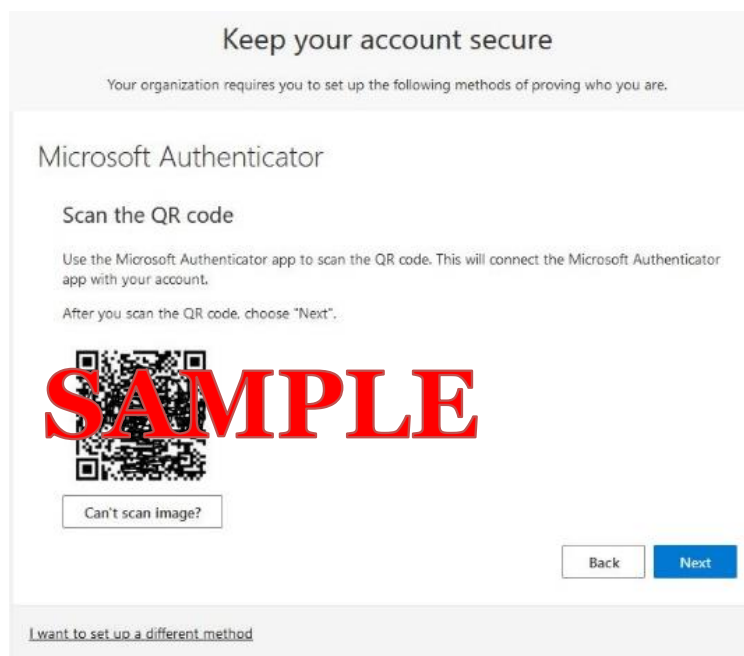 Keep your account secure
Your organization requires you to set up the following methods of proving who you are.
Microsoft Authenticator
Scan the QR code
Use the Microsoft Authenticator app to scan the QR code. This will connect the Microsoft Authenticator
app with your account.
After you scan the QR code, choose "Next".
SAMPLE
Can't scan image?
Back
Next
I want to set up a different method